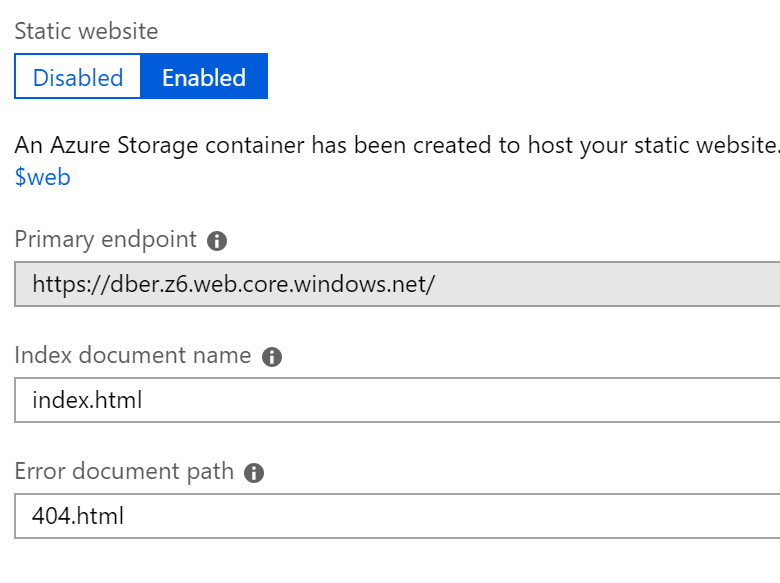 Static website
Disabled Enabled
An Azure Storage container has been created to host your static website.
$web
Primary endpoint
https://dber.z6.web.core.windows.net/
Index document name
index.html
Error document path
404.html